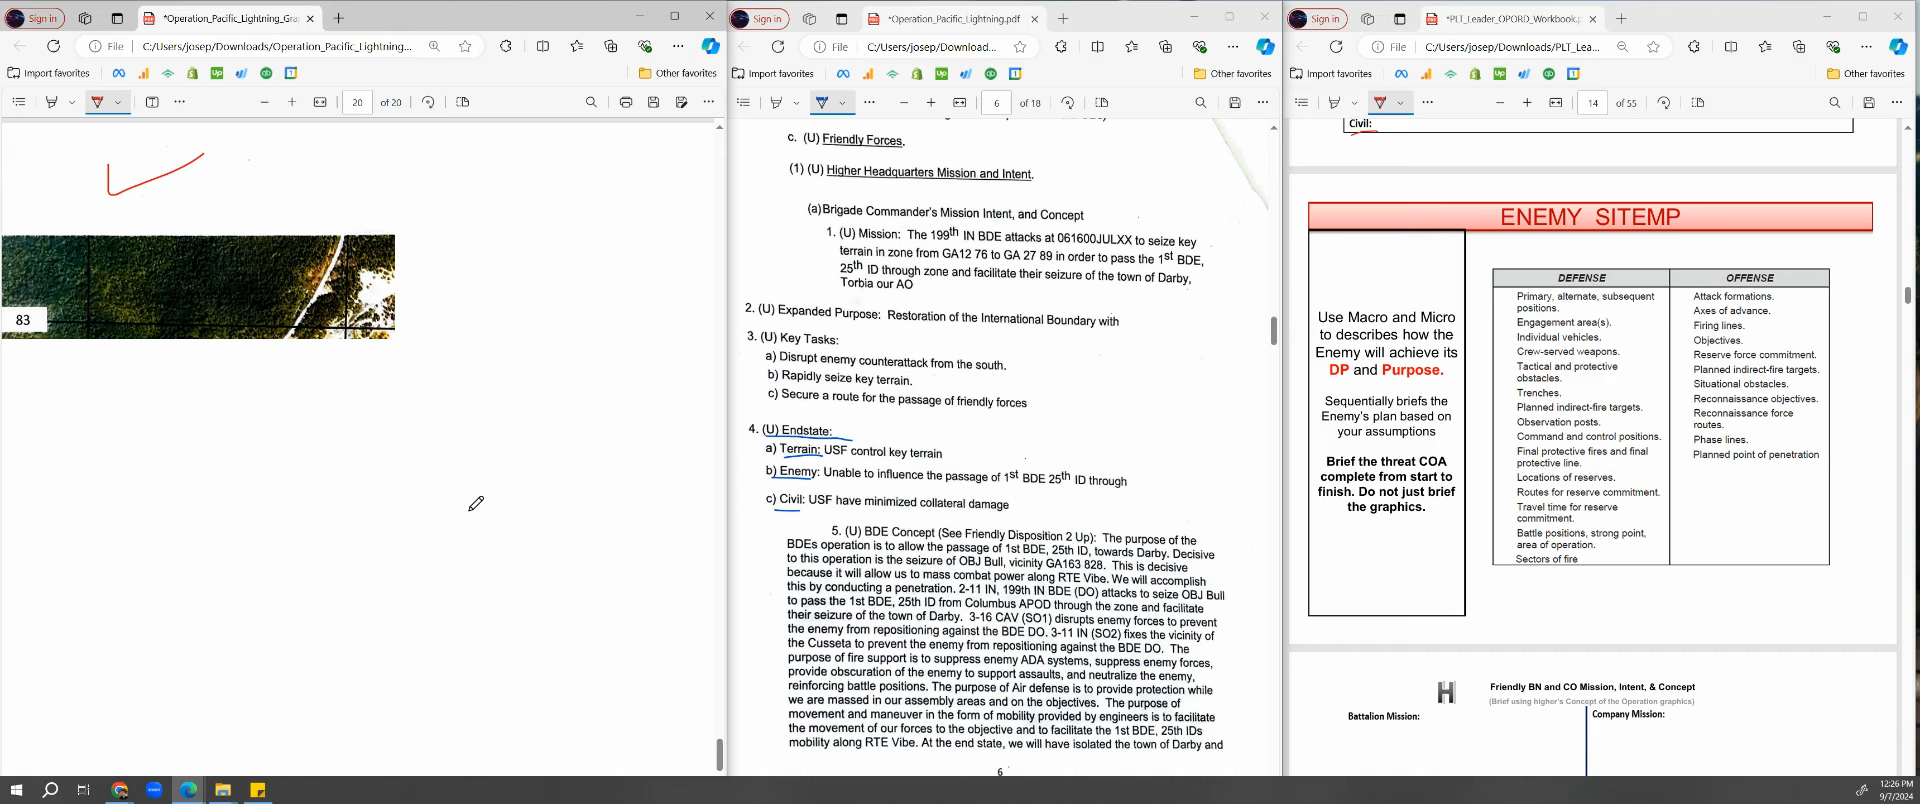 Sign in
*Operation_Pacific_Lightning_Gra
File
C:/Users/josep/Downloads/Operation_Pacific_Lightning...
Import favorites
Other favorites
20 of 20
83
Sign in
*Operation_Pacific_Lightning.pdf
File
C:/Users/josep/Download...
Import favorites
Other favorites
6 of 18
c. (U) Friendly Forces.
(1) (U) Higher Headquarters Mission and Intent.
(a) Brigade Commander's Mission Intent, and Concept
1. (U) Mission: The 199th IN BDE attacks at 061600JULXX to seize key
terrain in zone from GA12 76 to GA 27 89 in order to pass the 1st BDE,
25th ID through zone and facilitate their seizure of the town of Darby,
Torbia our AO
2. (U) Expanded Purpose: Restoration of the International Boundary with
3. (U) Key Tasks:
a) Disrupt enemy counterattack from the south.
b) Rapidly seize key terrain.
c) Secure a route for the passage of friendly forces
4. (U) Endstate:
a) Terrain: USF control key terrain
b) Enemy: Unable to influence the passage of 1st BDE 25th ID through
c) Civil: USF have minimized collateral damage
5. (U) BDE Concept (See Friendly Disposition 2 Up): The purpose of the
BDEs operation is to allow the passage of 1st BDE, 25th ID, towards Darby. Decisive
to this operation is the seizure of OBJ Bull, vicinity GA163 828. This is decisive
because it will allow us to mass combat power along RTE Vibe. We will accomplish
this by conducting a penetration. 2-11 IN, 199th IN BDE (DO) attacks to seize OBJ Bull
to pass the 1st BDE, 25th ID from Columbus APOD through the zone and facilitate
their seizure of the town of Darby. 3-16 CAV (SO1) disrupts enemy forces to prevent
the enemy from repositioning against the BDE DO. 3-11 IN (SO2) fixes the vicinity of
the Cusseta to prevent the enemy from repositioning against the BDE DO. The
purpose of fire support is to suppress enemy ADA systems, suppress enemy forces,
provide obscuration of the enemy to support assaults, and neutralize the enemy,
reinforcing battle positions. The purpose of Air defense is to provide protection while
we are massed in our assembly areas and on the objectives. The purpose of
movement and maneuver in the form of mobility provided by engineers is to facilitate
the movement of our forces to the objective and to facilitate the 1st BDE, 25th IDs
mobility along RTE Vibe. At the end state, we will have isolated the town of Darby and
6
Sign in
*PLT_Leader_OPORD_Workbook.p
File
C:/Users/josep/Downloads/PLT_Lea...
Import favorites
Other favorites
14 of 55
Civil:
ENEMY SITEMP
Use Macro and Micro
to describes how the
Enemy will achieve its
DP and Purpose.
Sequentially briefs the
Enemy's plan based on
your assumptions
Brief the threat COA
complete from start to
finish. Do not just brief
the graphics.
DEFENSE
Primary, alternate, subsequent
positions.
Engagement area(s).
Individual vehicles.
Crew-served weapons.
Tactical and protective
obstacles.
Trenches.
Planned indirect-fire targets.
Observation posts.
Command and control positions.
Final protective fires and final
protective line.
Locations of reserves.
Routes for reserve commitment.
Travel time for reserve
commitment.
Battle positions, strong point,
area of operation.
Sectors of fire
OFFENSE
Attack formations.
Axes of advance.
Firing lines.
Objectives.
Reserve force commitment.
Planned indirect-fire targets.
Situational obstacles.
Reconnaissance objectives.
Reconnaissance force
routes.
Phase lines.
Planned point of penetration
H
Friendly BN and CO Mission, Intent, & Concept
(Brief using higher's Concept of the Operation graphics)
Battalion Mission:
Company Mission:
12:26 PM
9/7/2024